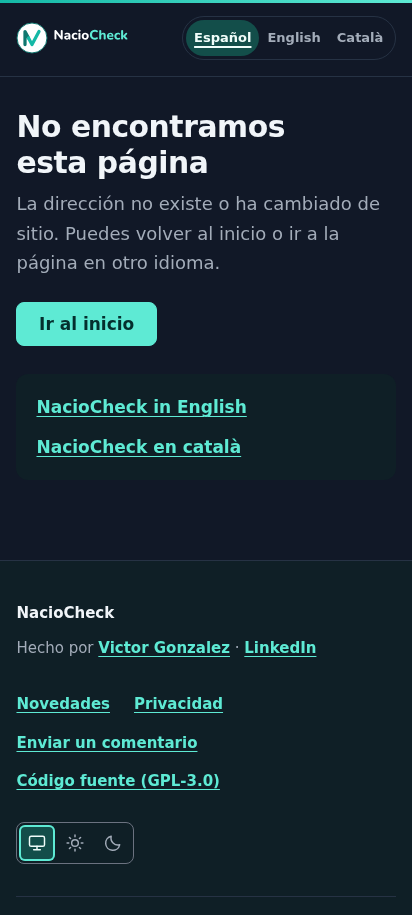 NacioCheck
Español English Català
No encontramos
esta página
La dirección no existe o ha cambiado de
sitio. Puedes volver al inicio o ir a la
página en otro idioma.
Ir al inicio
NacioCheck in English
NacioCheck en català
NacioCheck
Hecho por Victor Gonzalez · LinkedIn
Novedades Privacidad
Enviar un comentario
Código fuente (GPL-3.0)